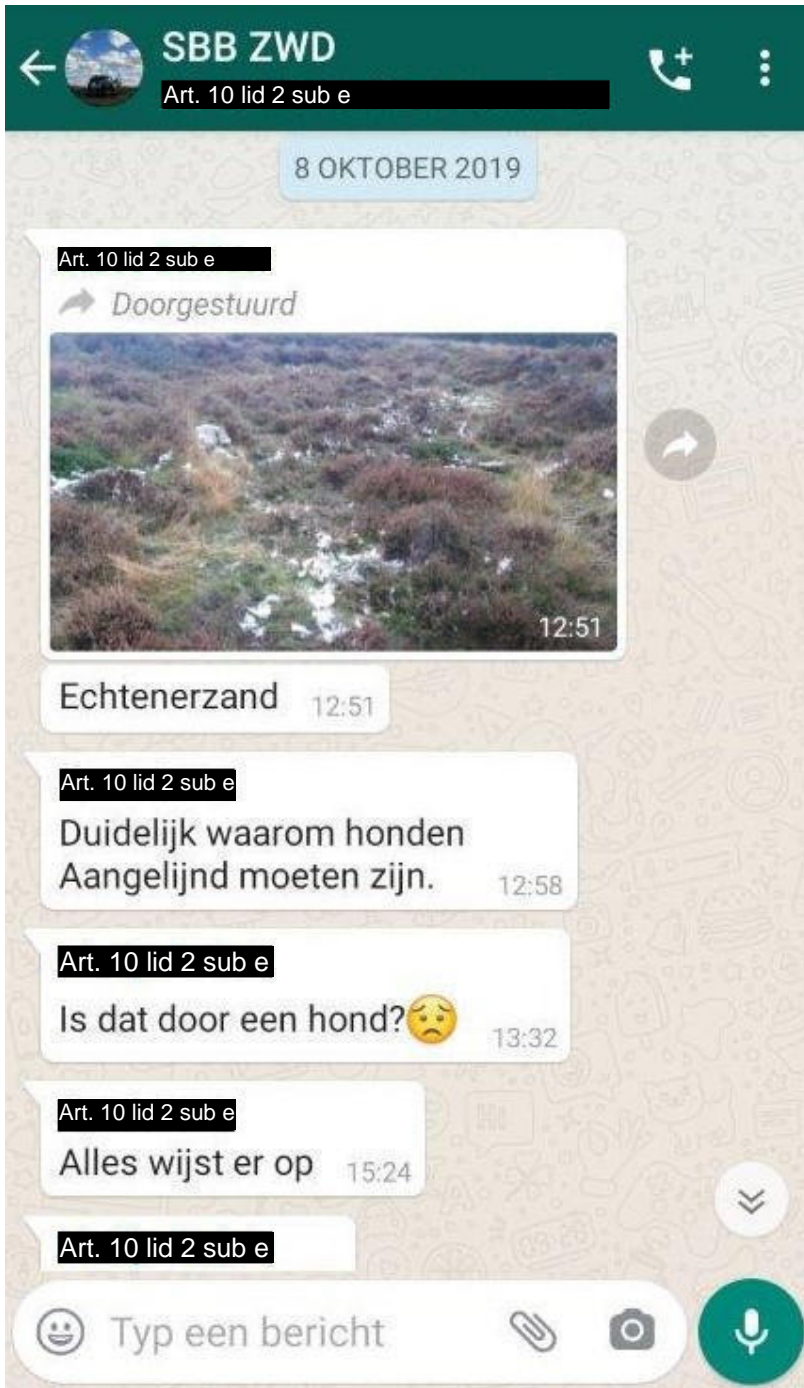 SBB ZWD
Art. 10 lid 2 sub e
8 OKTOBER 2019
Art. 10 lid 2 sub e
Doorgestuurd
12:51
Echtenerzand 12:51
Art. 10 lid 2 sub e
Duidelijk waarom honden
Aangelijnd moeten zijn. 12:58
Art. 10 lid 2 sub e
Is dat door een hond?😟 13:32
Art. 10 lid 2 sub e
Alles wijst er op 15:24
Art. 10 lid 2 sub e
Typ een bericht